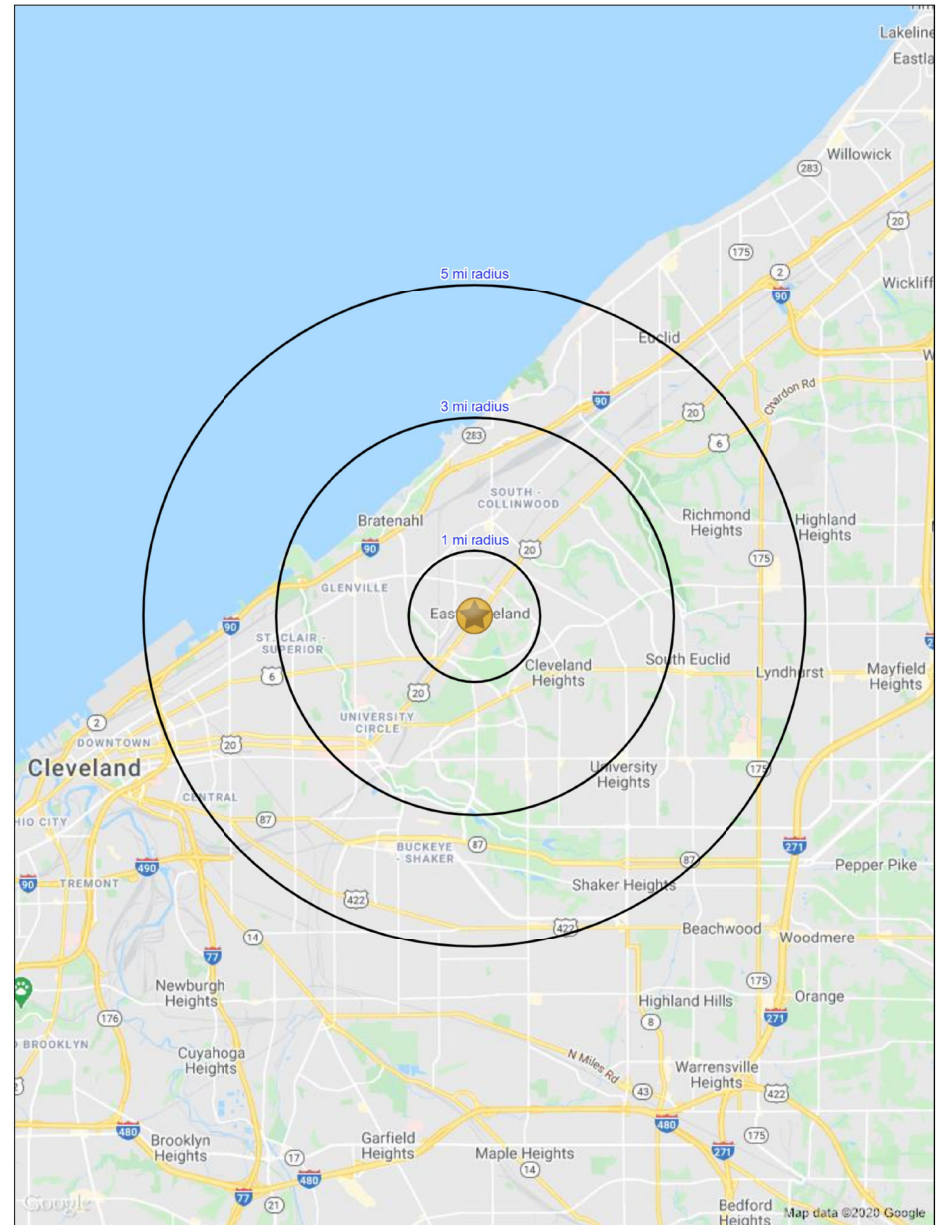 Lakeline
Eastla
Willowick
283
20
175
2
90
Wickliff
5 mi radius
Euclid
90
20
Chardon Rd
6
3 mi radius
283
SOUTH -
COLLINWOOD
Bratenahl
90
Richmond
Heights
Highland
Heights
1 mi radius
20
175
GLENVILLE
90
East
eland
ST. CLAIR -
SUPERIOR
6
Cleveland
Heights
South Euclid
Lyndhurst
Mayfield
Heights
20
2
UNIVERSITY
CIRCLE
DOWNTOWN
20
Cleveland
University
Heights
175
CENTRAL
87
HIO CITY
BUCKEYE
- SHAKER
87
87
271
490
Pepper Pike
90
TREMONT
Shaker Heights
422
422
14
Beachwood
Woodmere
77
175
Newburgh
Heights
Highland Hills
Orange
176
8
271
D BROOKLYN
Cuyahoga
Heights
N Miles Rd
Warrensville
Heights
43
422
480
480
175
Brooklyn
Heights
Garfield
Heights
Maple Heights
271
17
14
480
77
21
Google
Bedford
Heights
Map data ©2020 Google